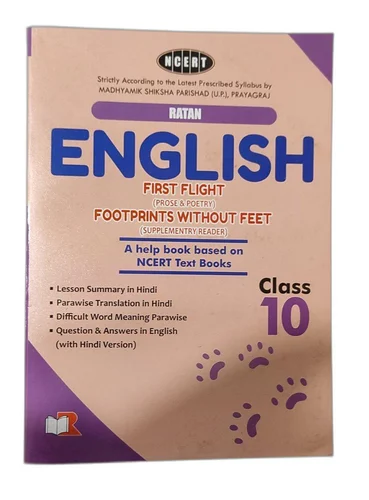 NCERT
Strictly According to the Latest Prescribed Syllabus by
MADHYAMIK SHIKSHA PARISHAD (U.P.), PRAYAGRAJ
RATAN
ENGLISH
FIRST FLIGHT
(PROSE & POETRY)
FOOTPRINTS WITHOUT FEET
(SUPPLEMENTRY READER)
A help book based on
NCERT Text Books
• Lesson Summary in Hindi
• Parawise Translation in Hindi
• Difficult Word Meaning Parawise
• Question & Answers in English
(with Hindi Version)
Class
10
R